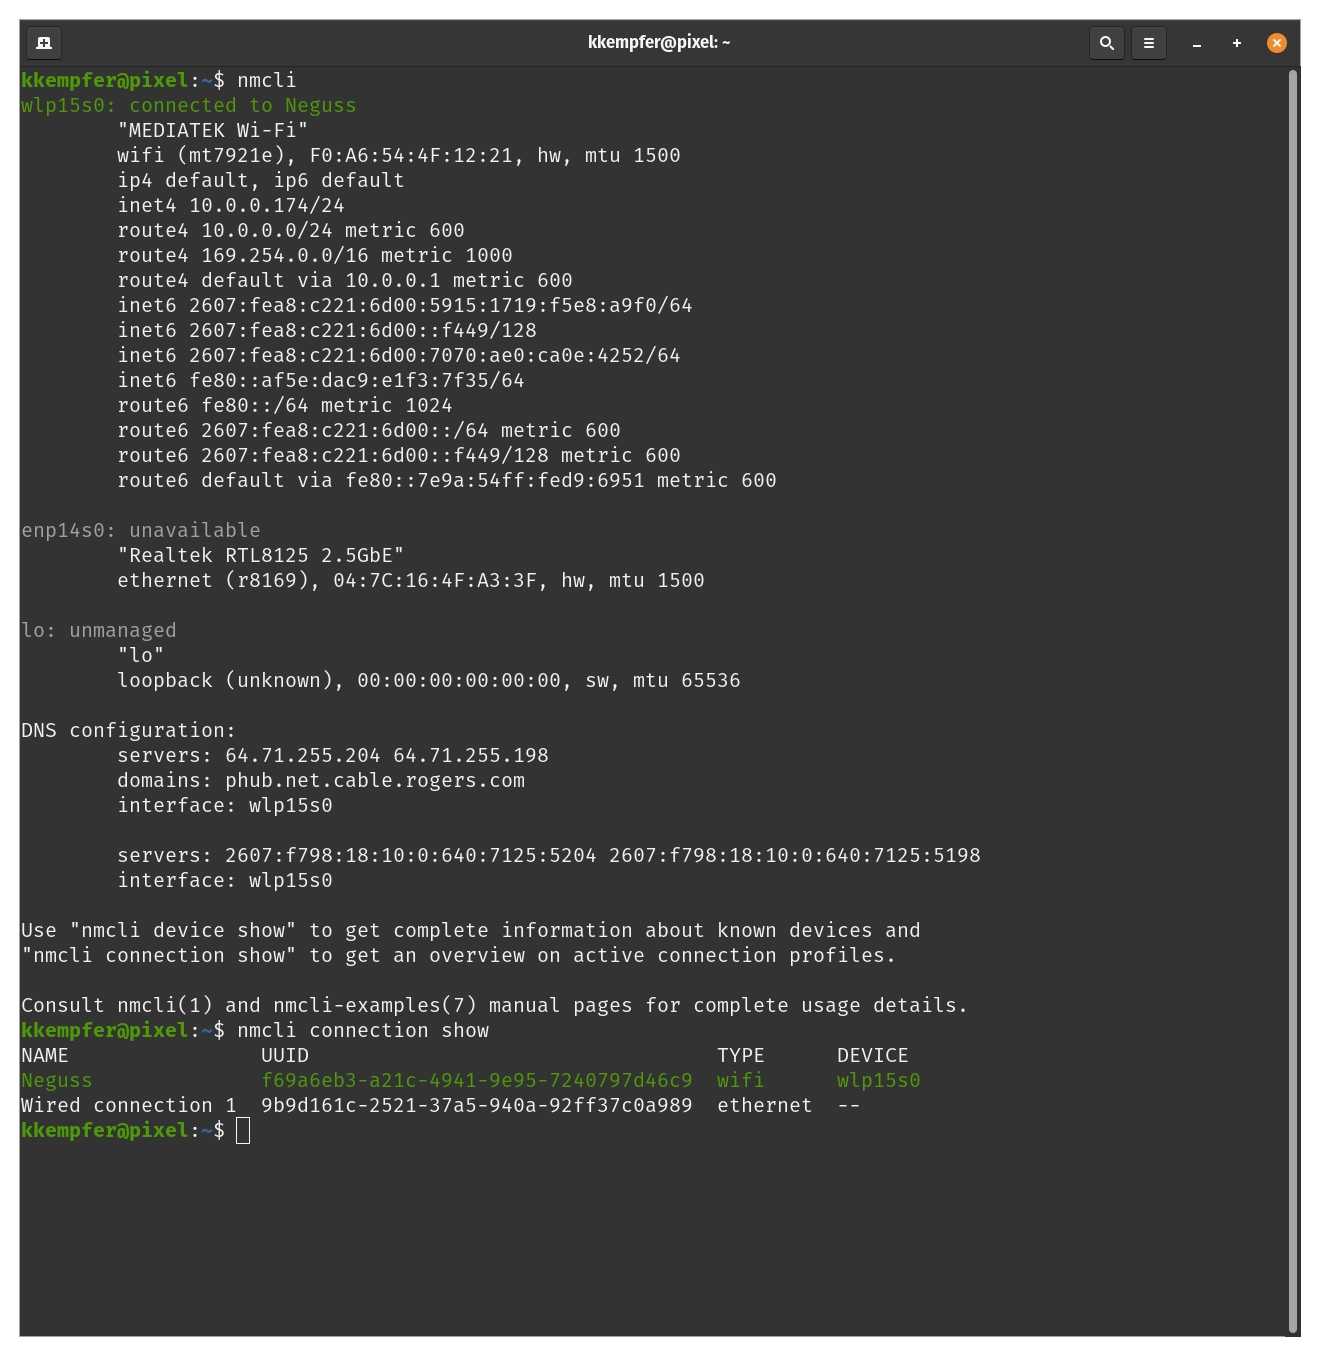 kkempfer@pixel: ~
kkempfer@pixel:~$ nmcli
wlp15s0: connected to Neguss
"MEDIATEK Wi-Fi"
wifi (mt7921e), F0:A6:54:4F:12:21, hw, mtu 1500
ip4 default, ip6 default
inet4 10.0.0.174/24
route4 10.0.0.0/24 metric 600
route4 169.254.0.0/16 metric 1000
route4 default via 10.0.0.1 metric 600
inet6 2607:fea8:c221:6d00:5915:1719:f5e8:a9f0/64
inet6 2607:fea8:c221:6d00::f449/128
inet6 2607:fea8:c221:6d00:7070:ae0:ca0e:4252/64
inet6 fe80::af5e:dac9:e1f3:7f35/64
route6 fe80::/64 metric 1024
route6 2607:fea8:c221:6d00::/64 metric 600
route6 2607:fea8:c221:6d00::f449/128 metric 600
route6 default via fe80::7e9a:54ff:fed9:6951 metric 600
enp14s0: unavailable
"Realtek RTL8125 2.5GbE"
ethernet (r8169), 04:7C:16:4F:A3:3F, hw, mtu 1500
lo: unmanaged
"lo"
loopback (unknown), 00:00:00:00:00:00, sw, mtu 65536
DNS configuration:
servers: 64.71.255.204 64.71.255.198
domains: phub.net.cable.rogers.com
interface: wlp15s0
servers: 2607:f798:18:10:0:640:7125:5204 2607:f798:18:10:0:640:7125:5198
interface: wlp15s0
Use "nmcli device show" to get complete information about known devices and
"nmcli connection show" to get an overview on active connection profiles.
Consult nmcli(1) and nmcli-examples(7) manual pages for complete usage details.
kkempfer@pixel:~$ nmcli connection show
NAME                UUID                                  TYPE      DEVICE
Neguss              f69a6eb3-a21c-4941-9e95-7240797d46c9  wifi      wlp15s0
Wired connection 1  9b9d161c-2521-37a5-940a-92ff37c0a989  ethernet  --
kkempfer@pixel:~$